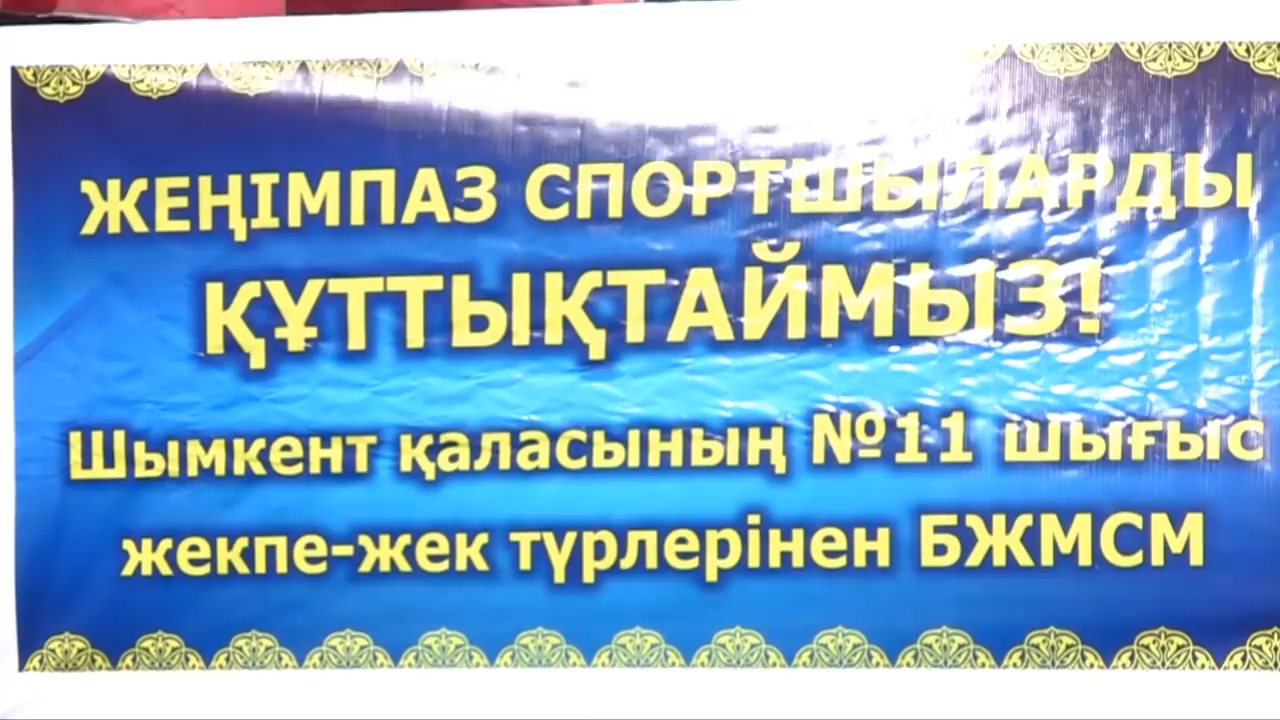 ЖЕҢІМПАЗ СПОРТШЫЛАРДЫ
ҚҰТТЫҚТАЙМЫЗ!
Шымкент қаласының №11 шығыс
жекпе-жек түрлерінен БЖМСМ